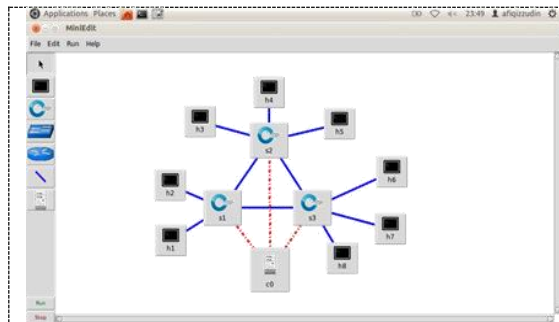 Applications Places 23:49 afiqizzudin
MiniEdit
File Edit Run Help
h4
h3
h5
s2
h6
h2
s1
s3
h1
h7
h8
c0
Run
Stop